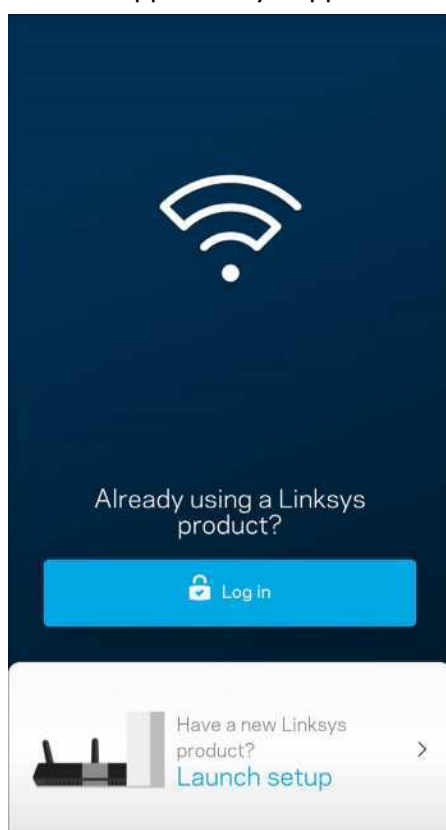 Already using a Linksys
product?
Log in
Have a new Linksys
product?
Launch setup